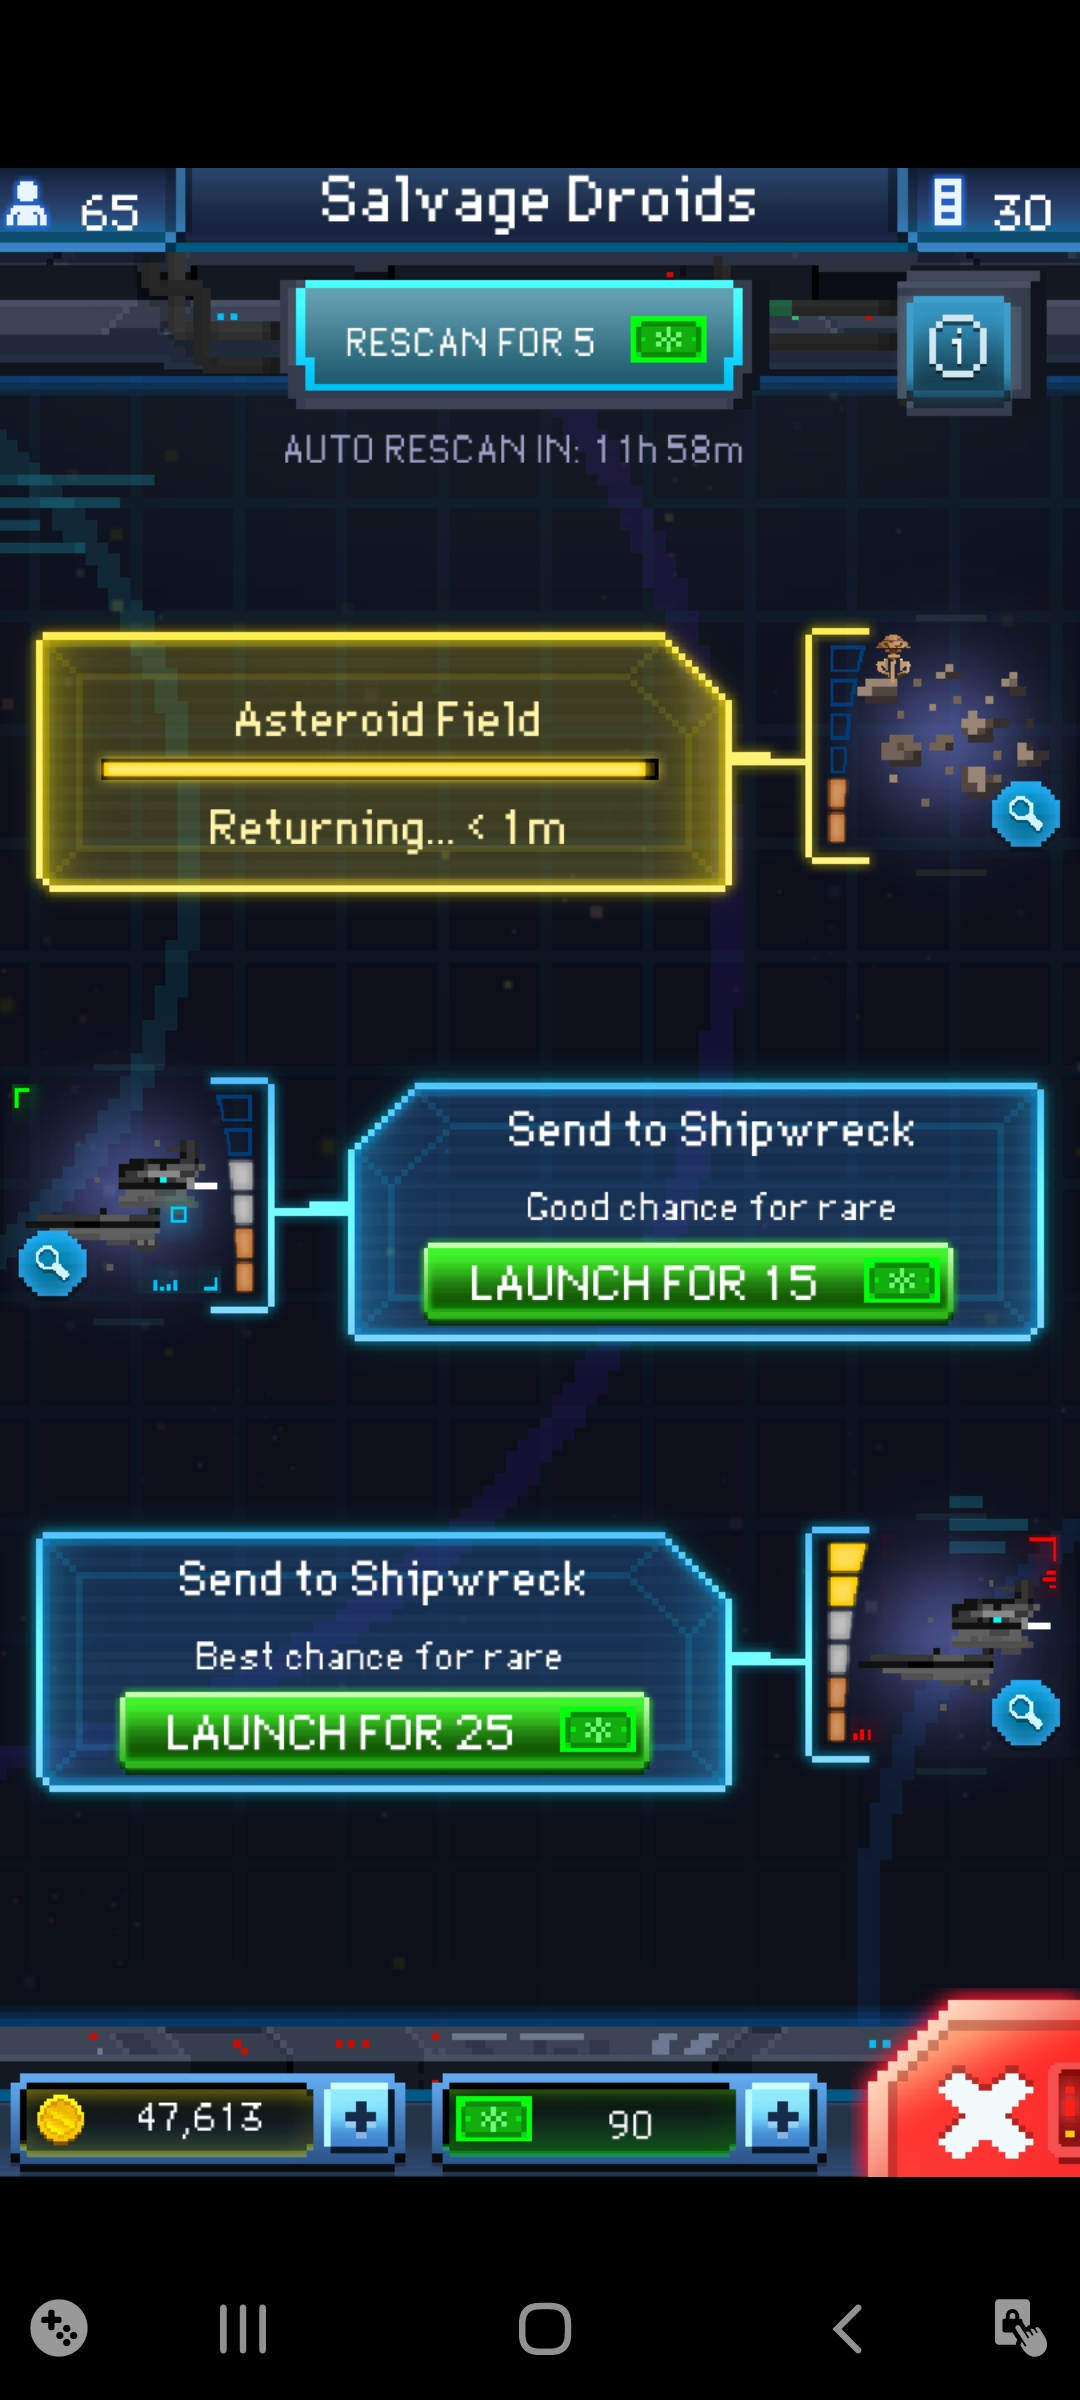 65
Salvage Droids
30
RESCAN FOR 5
i
AUTO RESCAN IN: 11h 58m
Asteroid Field
Returning... < 1m
Send to Shipwreck
Good chance for rare
LAUNCH FOR 15
Send to Shipwreck
Best chance for rare
LAUNCH FOR 25
47,613
90